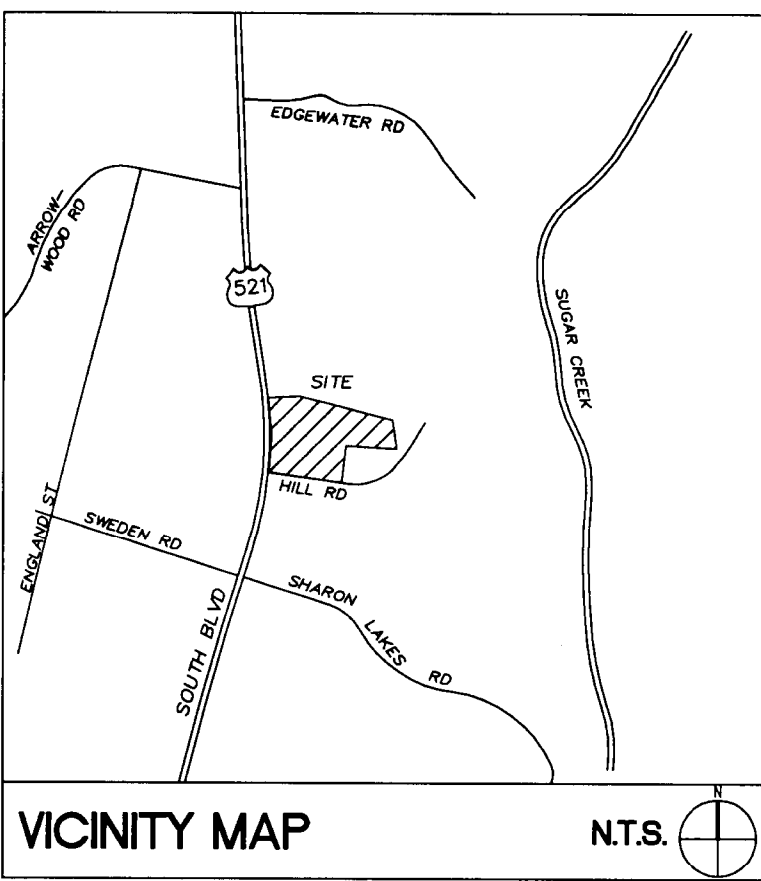 EDGEWATER RD
ARROW-
WOOD RD
521
SUGAR CREEK
SITE
HILL RD
ENGLAND ST
SWEDEN RD
SHARON
LAKES
RD
SOUTH BLVD
VICINITY MAP
N.T.S.
N